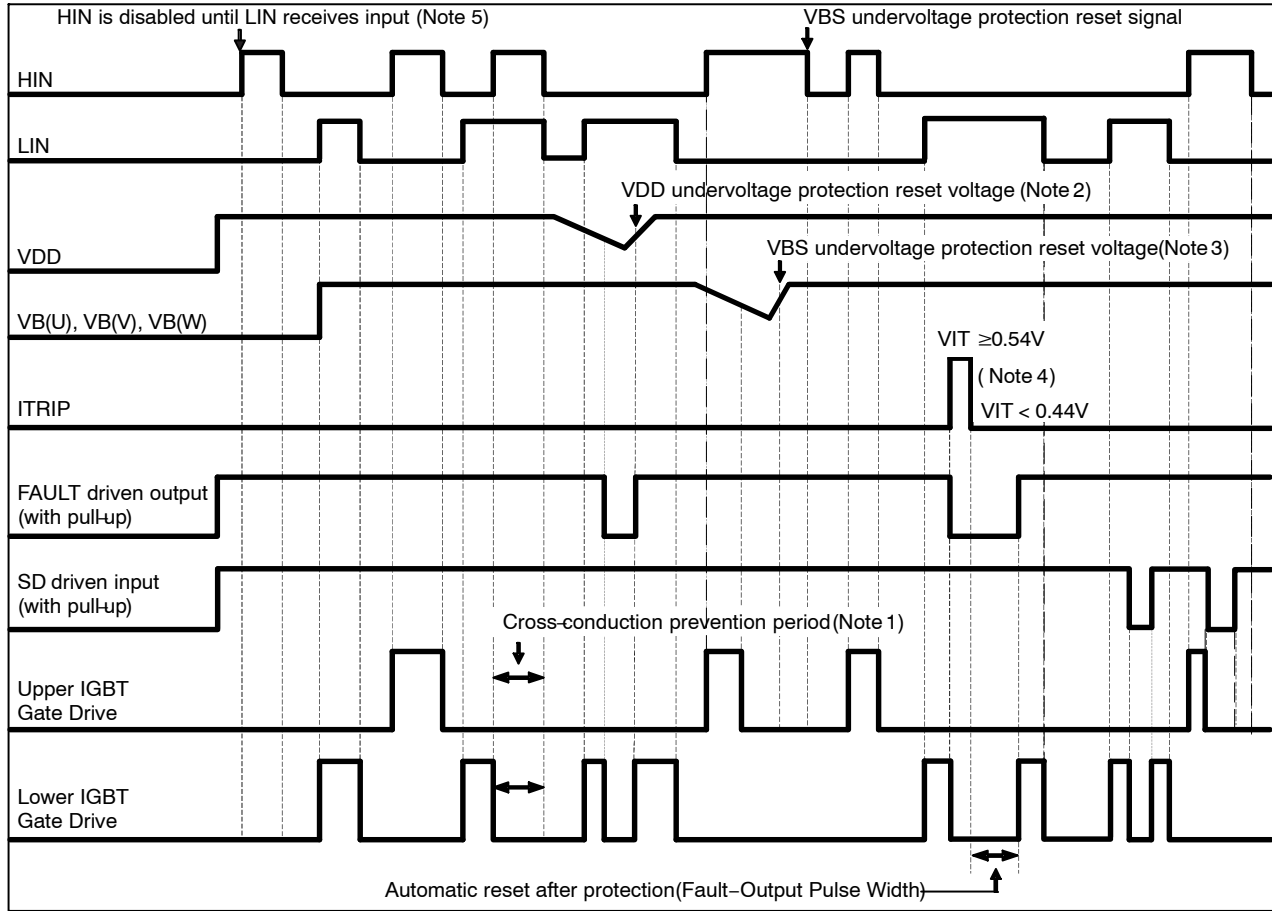 HIN is disabled until LIN receives input (Note 5)
VBS undervoltage protection reset signal
HIN
LIN
VDD undervoltage protection reset voltage (Note 2)
VDD
VBS undervoltage protection reset voltage(Note 3)
VB(U), VB(V), VB(W)
VIT ≥0.54V
( Note 4)
ITRIP
VIT < 0.44V
FAULT driven output
(with pull-up)
SD driven input
(with pull-up)
Cross-conduction prevention period(Note 1)
Upper IGBT
Gate Drive
Lower IGBT
Gate Drive
Automatic reset after protection(Fault-Output Pulse Width)